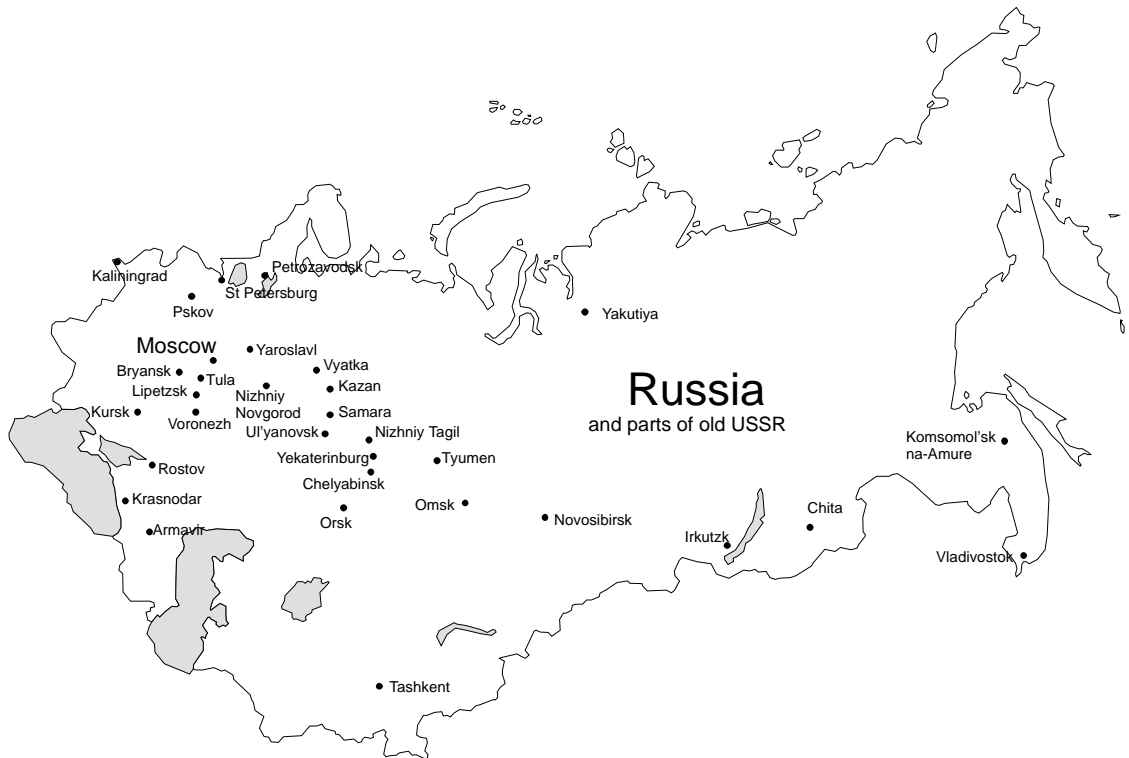 Kaliningrad
Petrozavodsk
St Petersburg
Pskov
Yakutiya
Moscow
Yaroslavl
Bryansk
Tula
Vyatka
Lipetzsk
Kazan
Nizhniy
Novgorod
Kursk
Voronezh
Samara
Ul'yanovsk
Nizhniy Tagil
Russia
and parts of old USSR
Komsomol'sk
na-Amure
Rostov
Yekaterinburg
Tyumen
Chelyabinsk
Krasnodar
Omsk
Orsk
Novosibirsk
Chita
Armavir
Irkutzk
Vladivostok
Tashkent